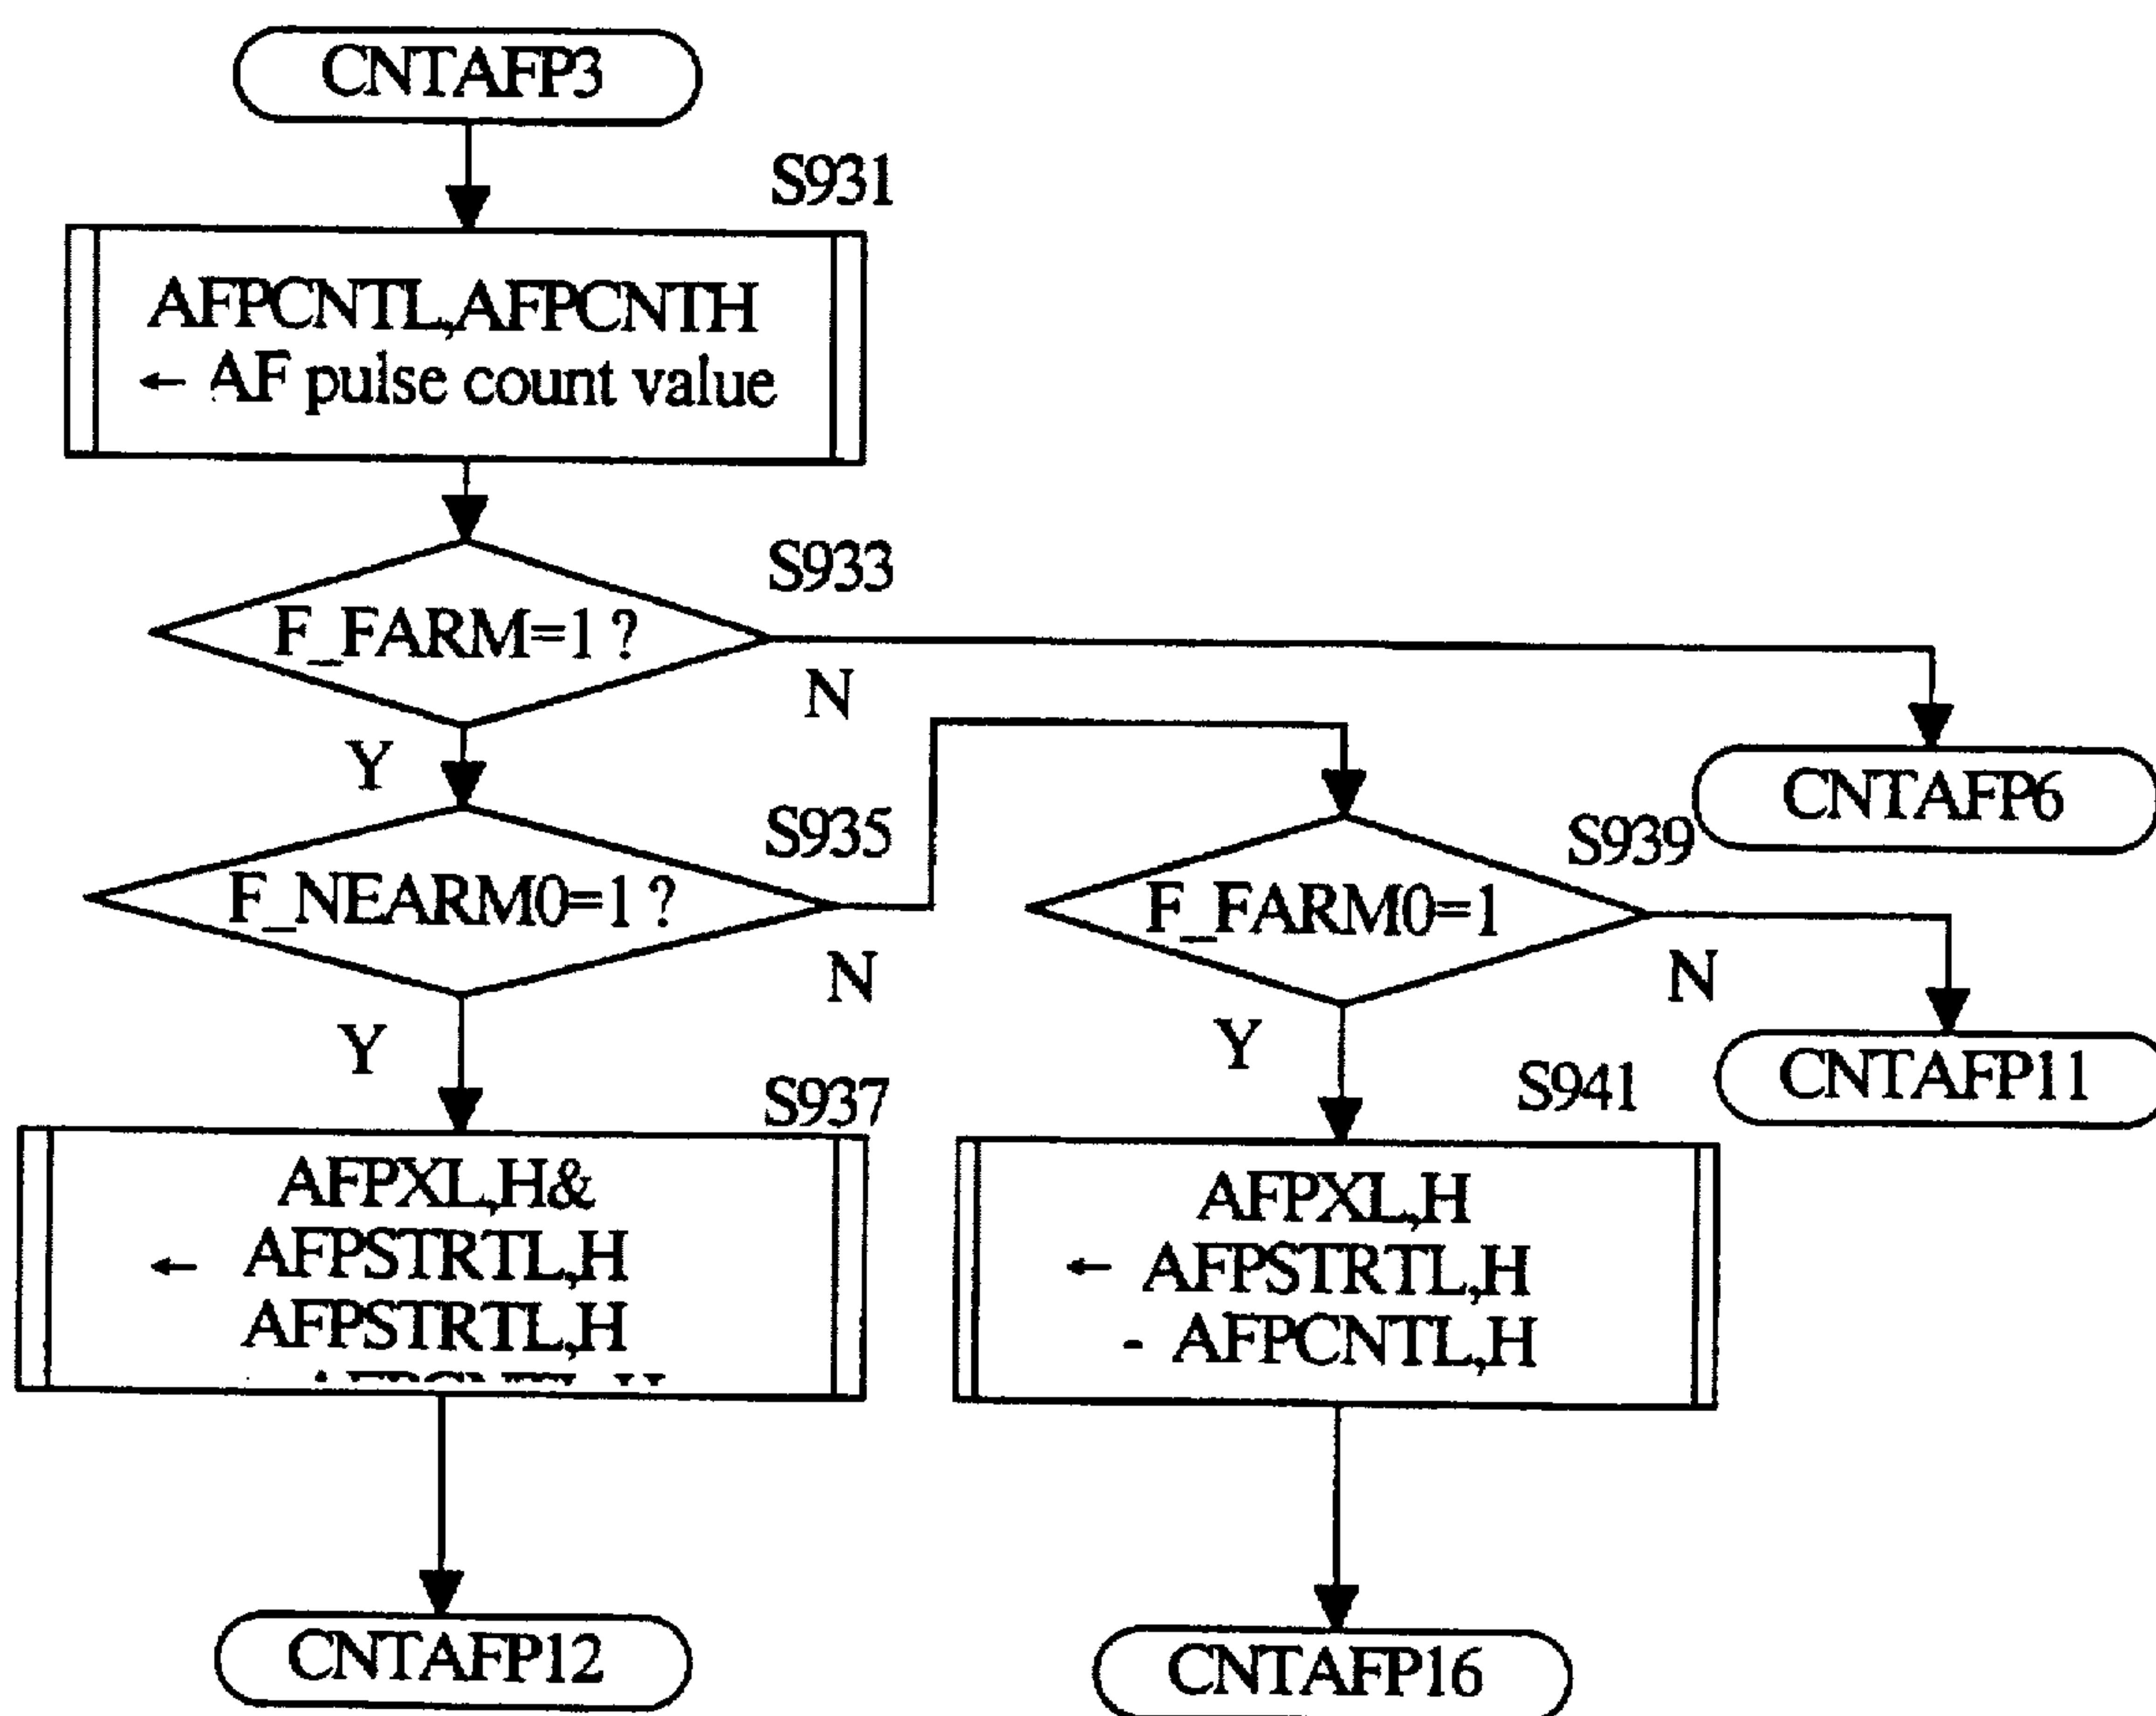 CNTAFP3
S931
AFPCNTL,AFPCNTH
← AF pulse count value
S933
F_FARM=1 ?
N
Y
CNTAFP6
S935
F_NEARM0=1 ?
N
Y
S939
F_FARM0=1
N
Y
CNTAFP11
S937
AFPXL,H&
← AFPSTRTL,H
AFPSTRTL,H
S941
AFPXL,H
← AFPSTRTL,H
- AFPCNTL,H
CNTAFP12
CNTAFP16